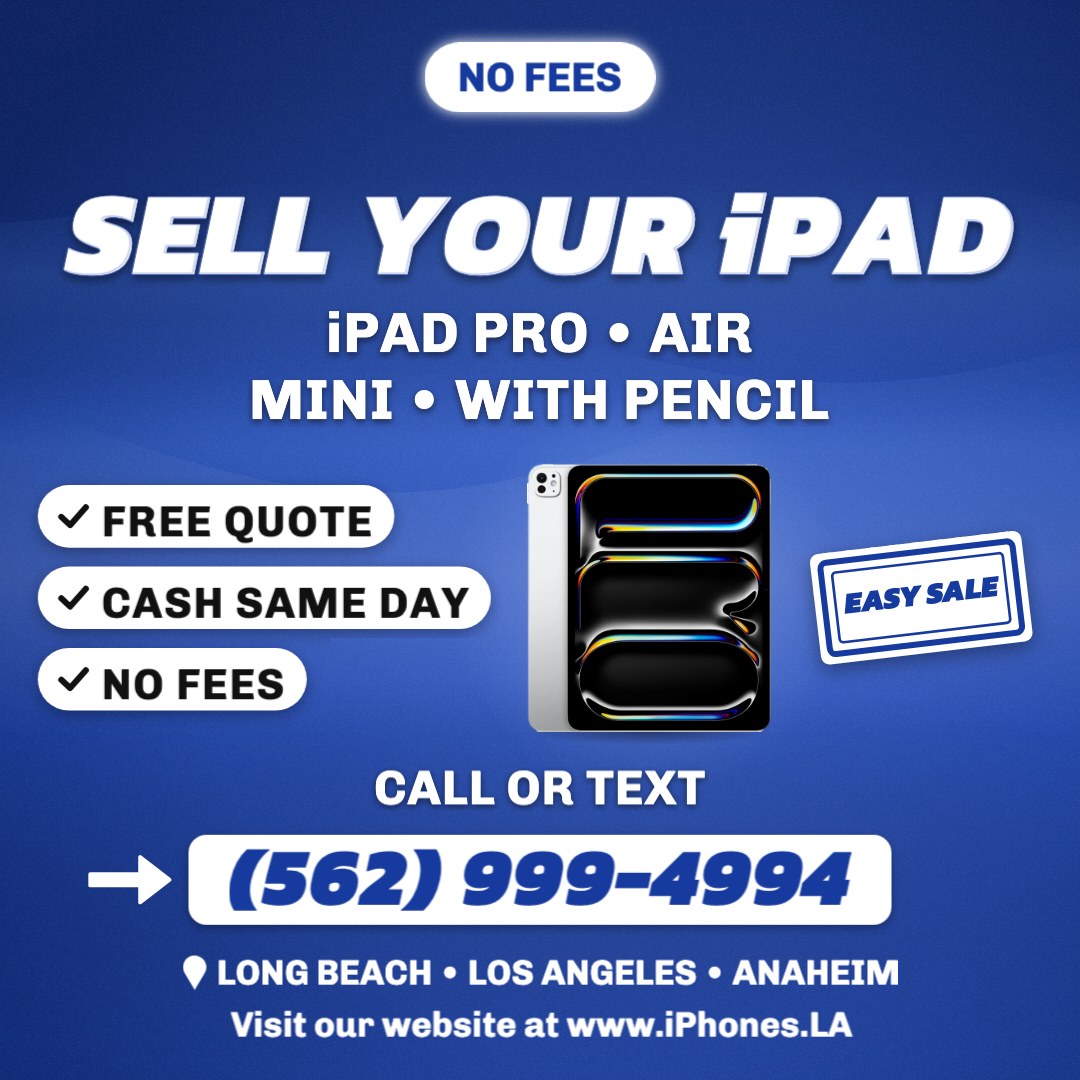 NO FEES
SELL YOUR iPAD
iPAD PRO • AIR
MINI • WITH PENCIL
✓ FREE QUOTE
✓ CASH SAME DAY
✓ NO FEES
EASY SALE
CALL OR TEXT
(562) 999-4994
LONG BEACH • LOS ANGELES • ANAHEIM
Visit our website at www.iPhones.LA